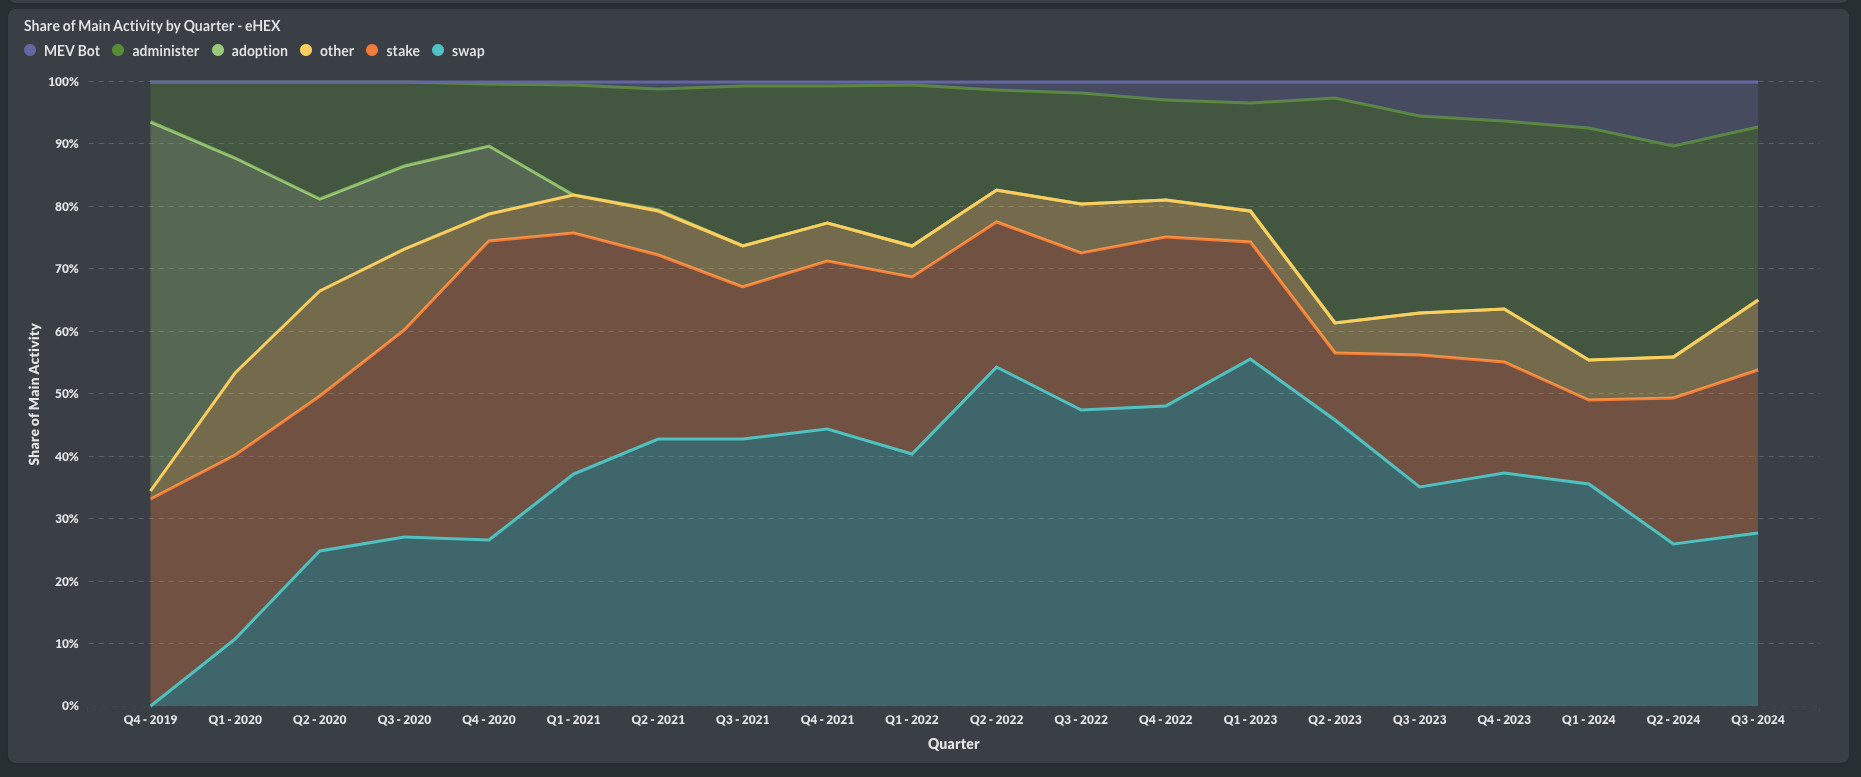 Share of Main Activity by Quarter - eHEX
MEV Bot administer adoption other stake swap
100%
90%
80%
70%
60%
50%
40%
30%
20%
10%
0%
Share of Main Activity
Q4 - 2019 Q1 - 2020 Q2 - 2020 Q3 - 2020 Q4 - 2020 Q1 - 2021 Q2 - 2021 Q3 - 2021 Q4 - 2021 Q1 - 2022 Q2 - 2022 Q3 - 2022 Q4 - 2022 Q1 - 2023 Q2 - 2023 Q3 - 2023 Q4 - 2023 Q1 - 2024 Q2 - 2024 Q3 - 2024
Quarter